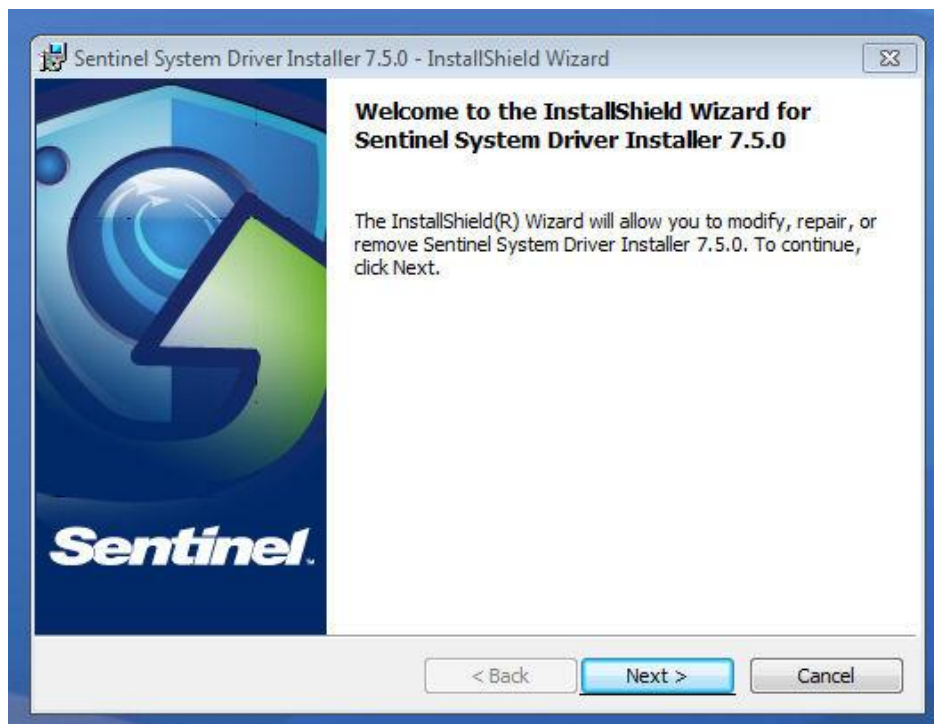 Sentinel System Driver Installer 7.5.0 - InstallShield Wizard
Welcome to the InstallShield Wizard for
Sentinel System Driver Installer 7.5.0
The InstallShield(R) Wizard will allow you to modify, repair, or
remove Sentinel System Driver Installer 7.5.0. To continue,
click Next.
Sentinel.
< Back
Next >
Cancel